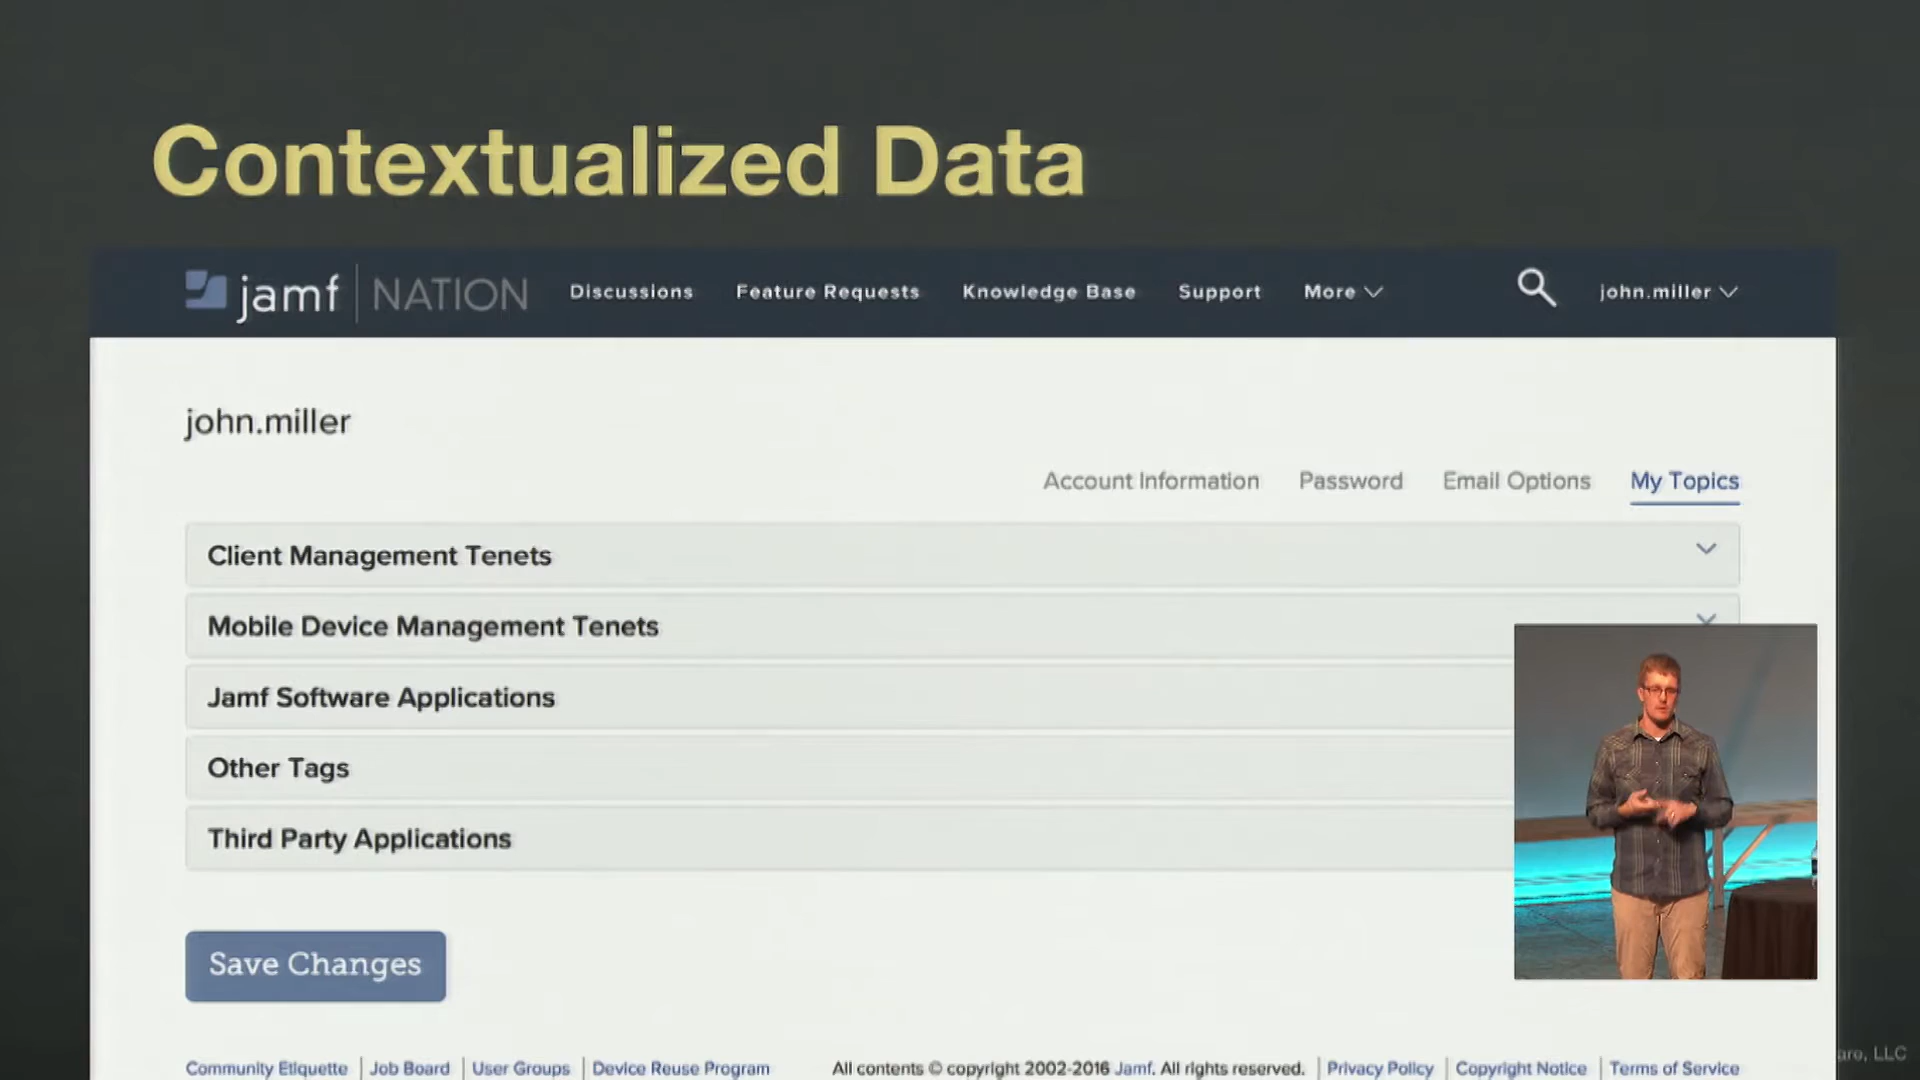 Contextualized Data
jamf NATION Discussions Feature Requests Knowledge Base Support More john.miller
john.miller
Account Information Password Email Options My Topics
Client Management Tenets
Mobile Device Management Tenets
Jamf Software Applications
Other Tags
Third Party Applications
Save Changes
Community Etiquette Job Board User Groups Device Reuse Program All contents © copyright 2002-2016 Jamf. All rights reserved. Privacy Policy Copyright Notice Terms of Service
LLC